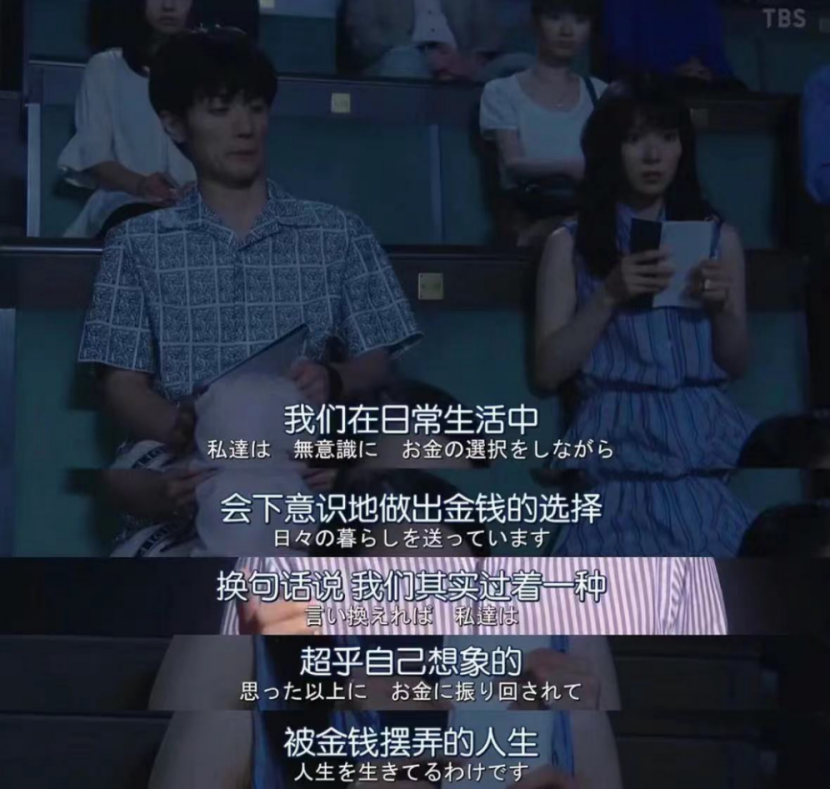 TBS
我们在日常生活中
私達は 無意識に お金の選択をしながら
会下意识地做出金钱的选择
日々の暮らしを送っています
换句话说 我们其实过着一种
言い換えれば 私達は
超乎自己想象的
思った以上に お金に振り回されて
被金钱摆弄的人生
人生を生きてるわけです